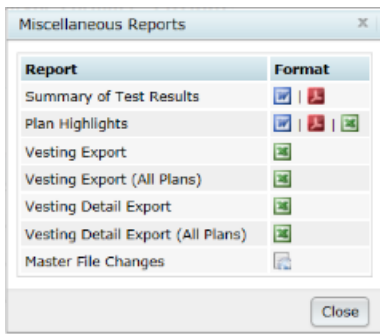 Miscellaneous Reports x
Report Format
Summary of Test Results |
Plan Highlights | |
Vesting Export
Vesting Export (All Plans)
Vesting Detail Export
Vesting Detail Export (All Plans)
Master File Changes
Close